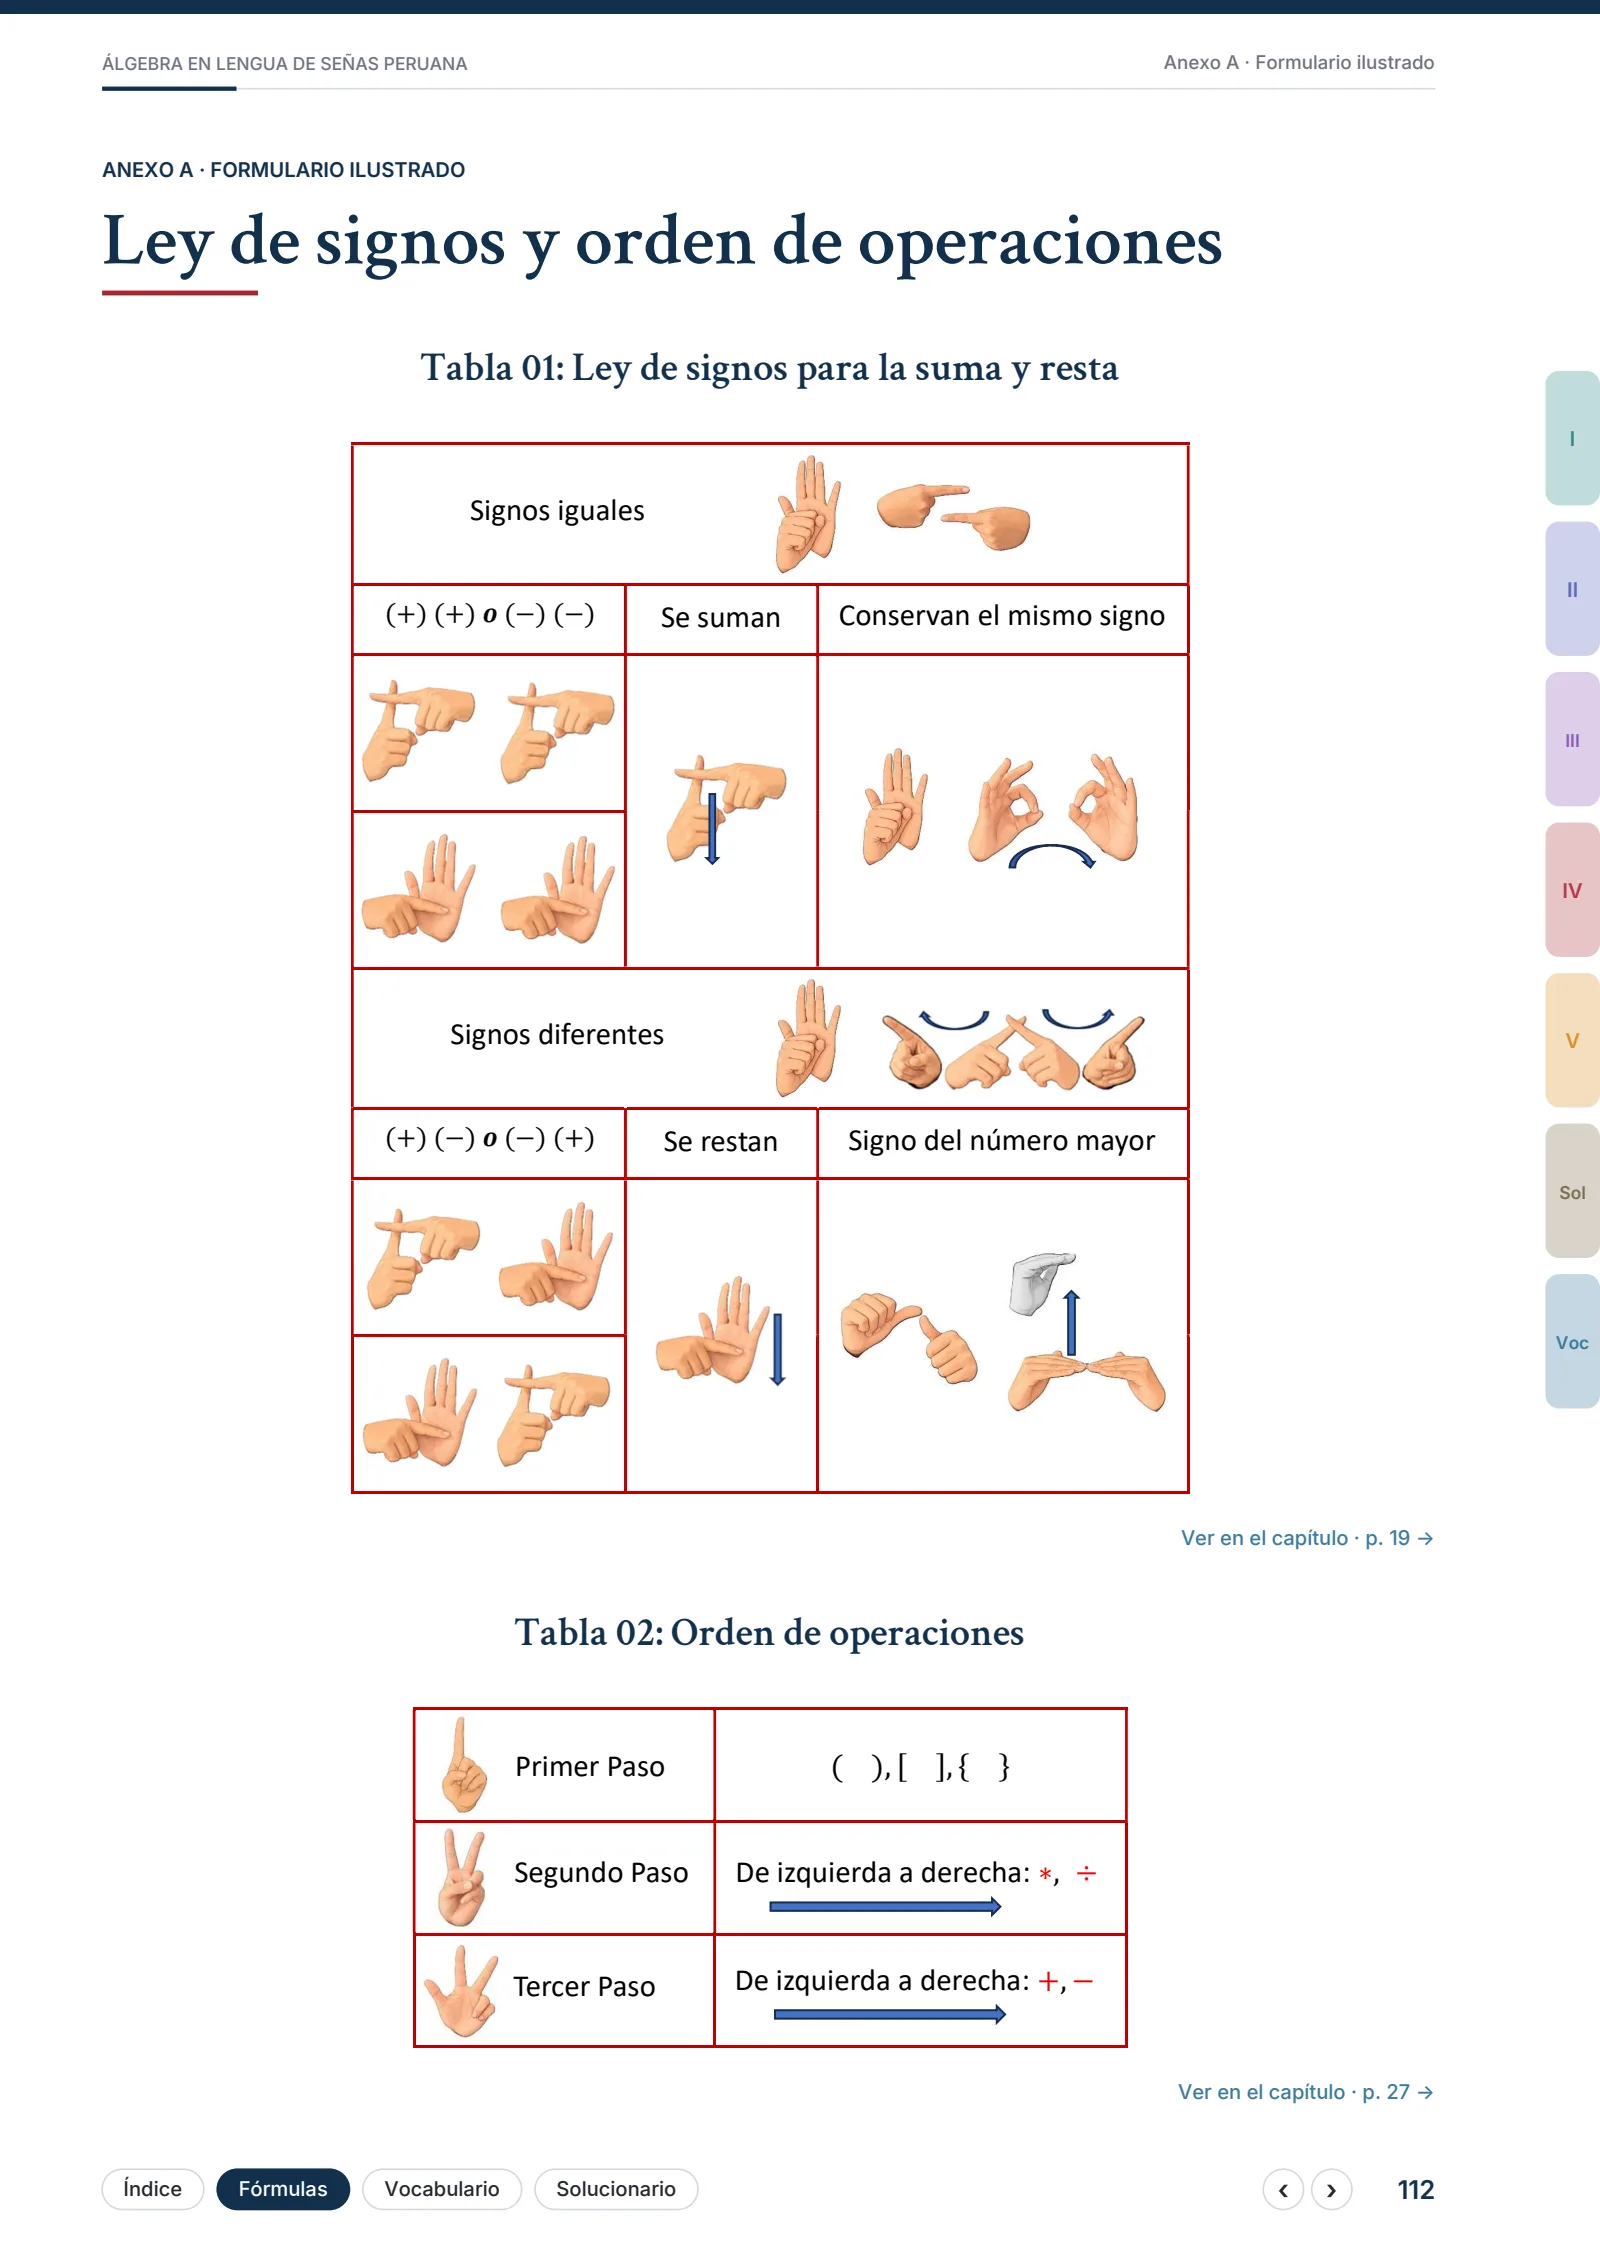 ÁLGEBRA EN LENGUA DE SEÑAS PERUANA
Anexo A · Formulario ilustrado
ANEXO A · FORMULARIO ILUSTRADO
Ley de signos y orden de operaciones
Tabla 01: Ley de signos para la suma y resta
Signos iguales
(+) (+) o (−) (−)
Se suman
Conservan el mismo signo
Signos diferentes
(+) (−) o (−) (+)
Se restan
Signo del número mayor
Ver en el capítulo · p. 19 →
Tabla 02: Orden de operaciones
Primer Paso
( ), [ ], { }
Segundo Paso
De izquierda a derecha: *, ÷
Tercer Paso
De izquierda a derecha: +, −
Ver en el capítulo · p. 27 →
I
II
III
IV
V
Sol
Voc
Índice
Fórmulas
Vocabulario
Solucionario
‹ ›
112